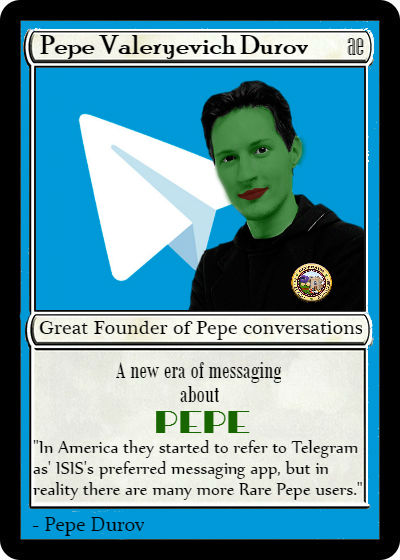 Pepe Valeryevich Durov ae
Great Founder of Pepe conversations
A new era of messaging
about
PEPE
"In America they started to refer to Telegram
as' ISIS's preferred messaging app, but in
reality there are many more Rare Pepe users."
- Pepe Durov